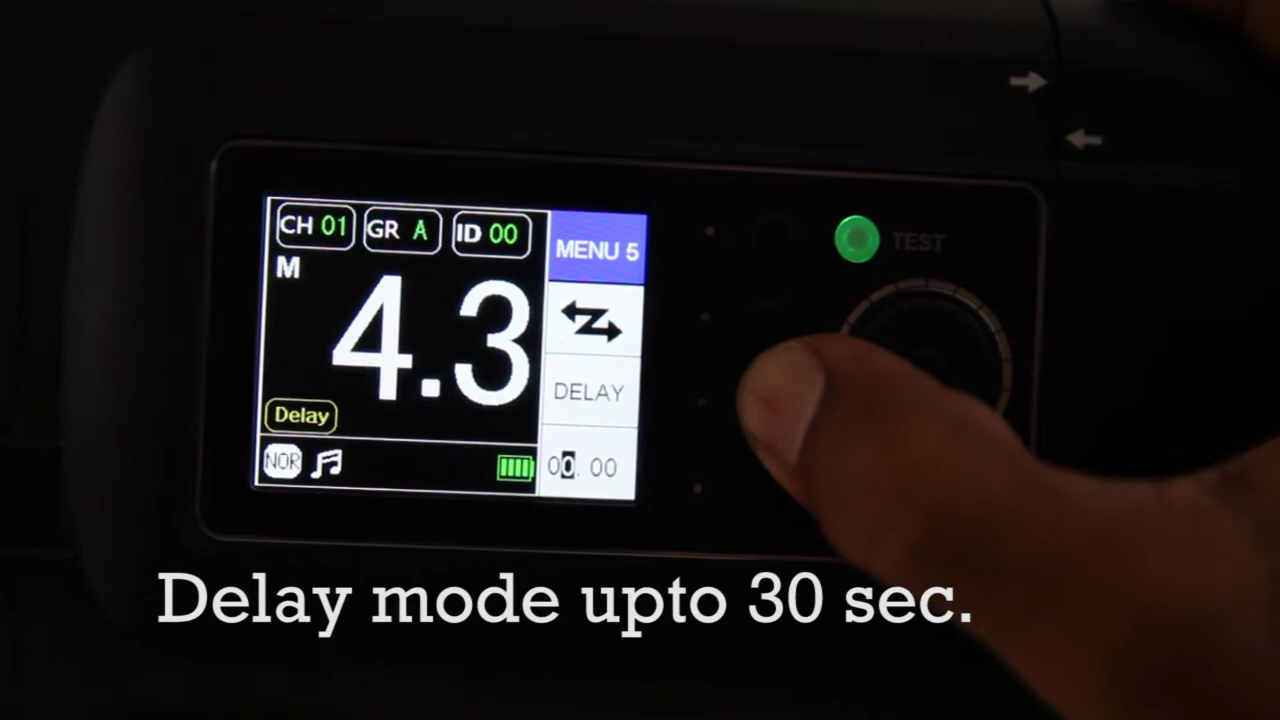 CH 01 GR A ID 00
MENU 5
TEST
M
4.3
DELAY
Delay
NOR
00.00
Delay mode upto 30 sec.